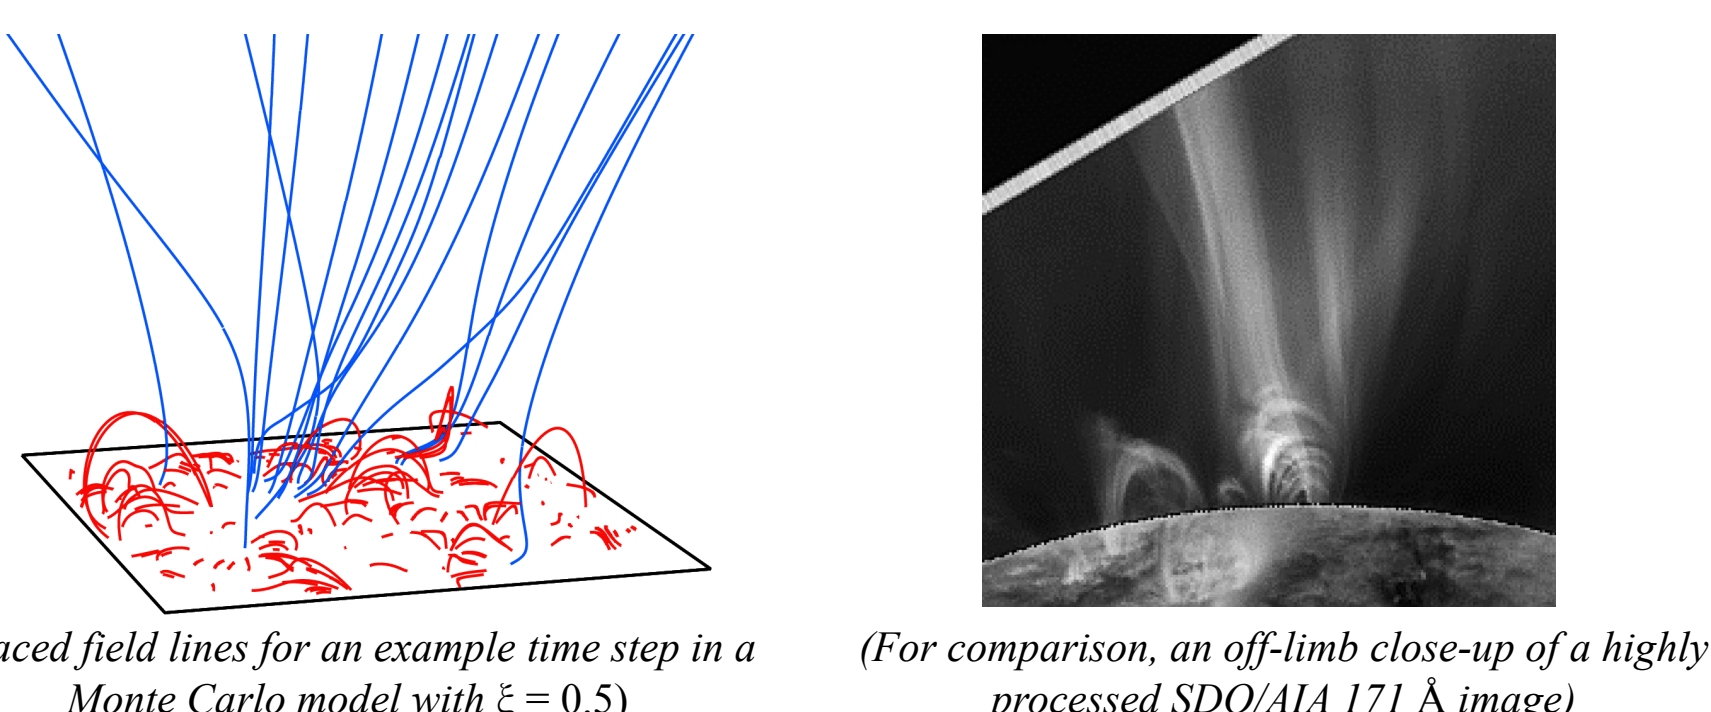 aced field lines for an example time step in a
Monte Carlo model with ξ = 0.5)
(For comparison, an off-limb close-up of a highly
processed SDO/AIA 171 Å image)